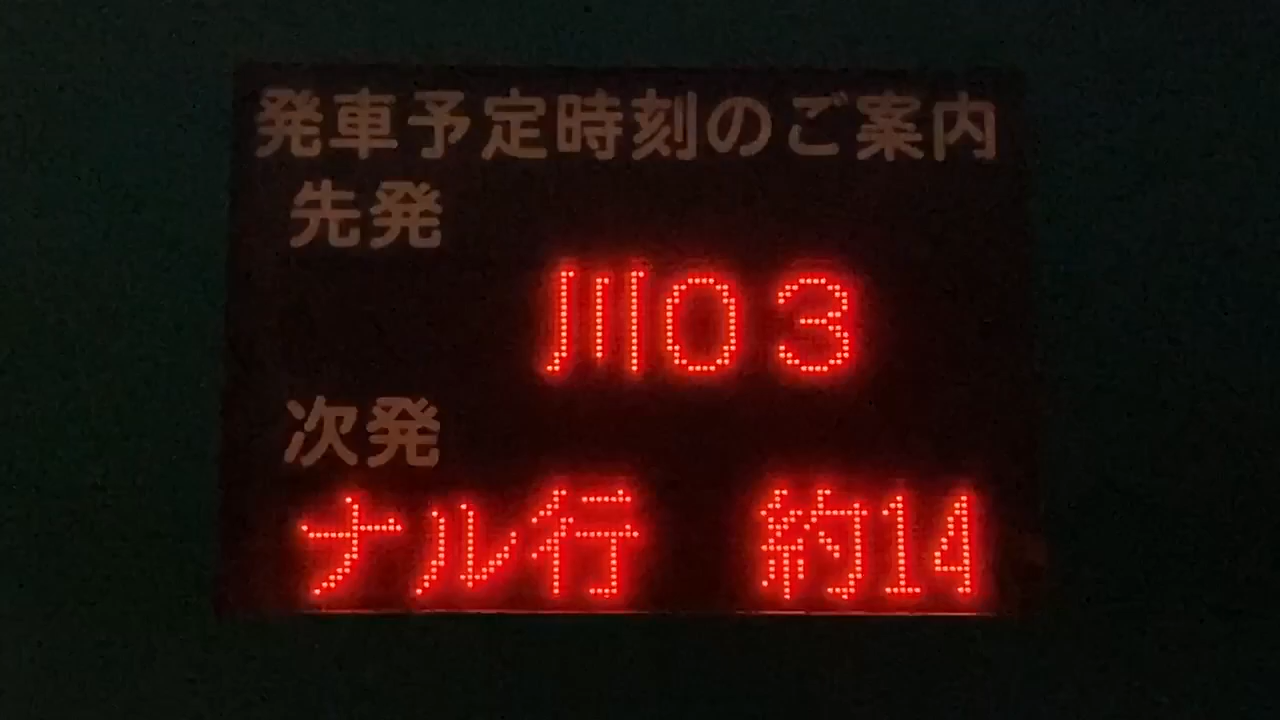 発車予定時刻のご案内
先発
川03
次発
ナル行 約14